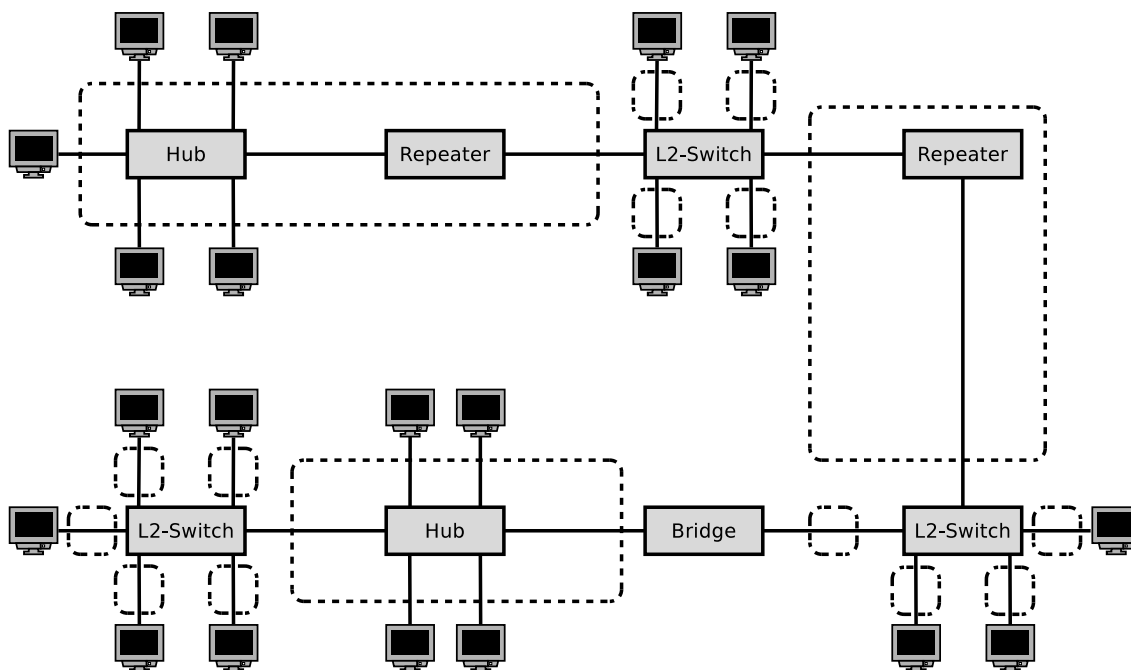 Hub
Repeater
L2-Switch
Repeater
L2-Switch
Hub
Bridge
L2-Switch